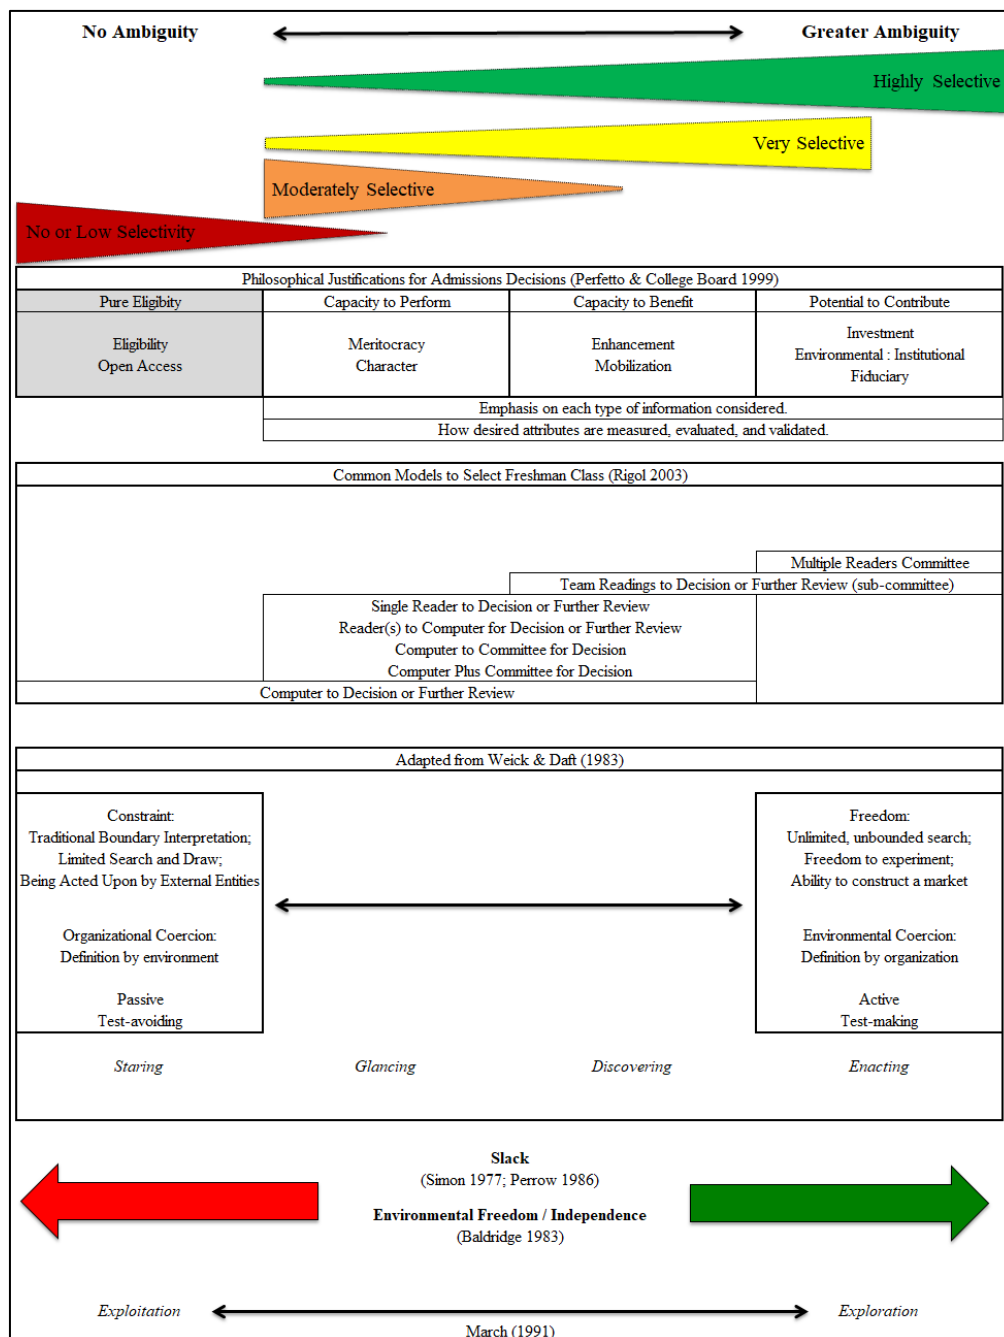 No Ambiguity Greater Ambiguity
Highly Selective
Very Selective
Moderately Selective
No or Low Selectivity
Philosophical Justifications for Admissions Decisions (Perfetto & College Board 1999)
Pure Eligibity Capacity to Perform Capacity to Benefit Potential to Contribute
Eligibility
Open Access
Meritocracy
Character
Enhancement
Mobilization
Investment
Environmental : Institutional
Fiduciary
Emphasis on each type of information considered.
How desired attributes are measured, evaluated, and validated.
Common Models to Select Freshman Class (Rigol 2003)
Multiple Readers Committee
Team Readings to Decision or Further Review (sub-committee)
Single Reader to Decision or Further Review
Reader(s) to Computer for Decision or Further Review
Computer to Committee for Decision
Computer Plus Committee for Decision
Computer to Decision or Further Review
Adapted from Weick & Daft (1983)
Constraint:
Traditional Boundary Interpretation;
Limited Search and Draw;
Being Acted Upon by External Entities
Organizational Coercion:
Definition by environment
Passive
Test-avoiding
Freedom:
Unlimited, unbounded search;
Freedom to experiment;
Ability to construct a market
Environmental Coercion:
Definition by organization
Active
Test-making
Staring Glancing Discovering Enacting
Slack
(Simon 1977; Perrow 1986)
Environmental Freedom / Independence
(Baldridge 1983)
Exploitation Exploration
March (1991)